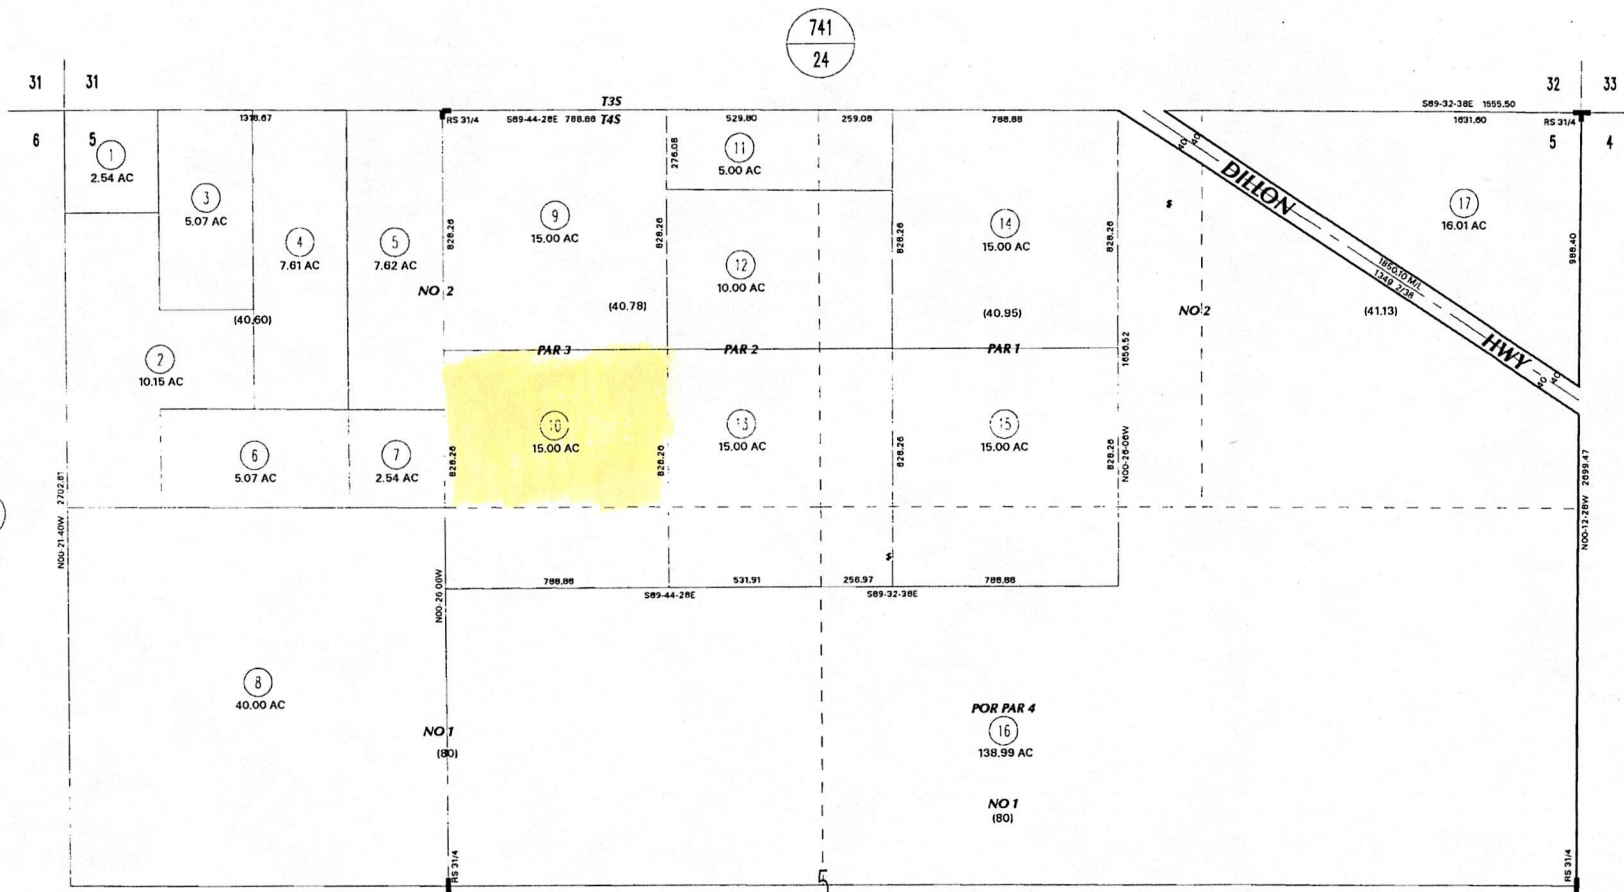 741
24
31
31
32
33
T3S
S89-32-38E 1555.50
1318.67
RS 31/4
S89-44-28E 788.88
T4S
529.80
259.08
788.88
1631.60
RS 31/4
6
5
5
4
1
2.54 AC
276.08
11
5.00 AC
40
40
DILLON
3
5.07 AC
17
16.01 AC
9
15.00 AC
14
15.00 AC
4
7.61 AC
5
7.62 AC
828.26
828.26
828.26
828.26
988.40
12
10.00 AC
1850.10 M/L
1349 2/38
NO 2
(40.60)
(40.78)
(40.95)
NO 2
(41.13)
2
10.15 AC
PAR 3
PAR 2
PAR 1
1656.52
HWY
40
40
10
15.00 AC
13
15.00 AC
15
15.00 AC
6
5.07 AC
7
2.54 AC
828.26
828.26
828.26
828.26
N00-26-06W
N00-21-40W 2702.81
N00-12-28W 2699.47
788.88
531.91
256.97
788.88
S89-44-28E
S89-32-38E
N00-26-06W
8
40.00 AC
POR PAR 4
16
138.99 AC
NO 1
(80)
NO 1
(80)
RS 31/4
5
RS 31/4